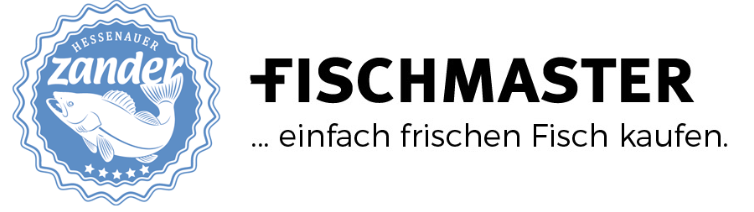 HESSENAUER
zander
FISCHMASTER
... einfach frischen Fisch kaufen.